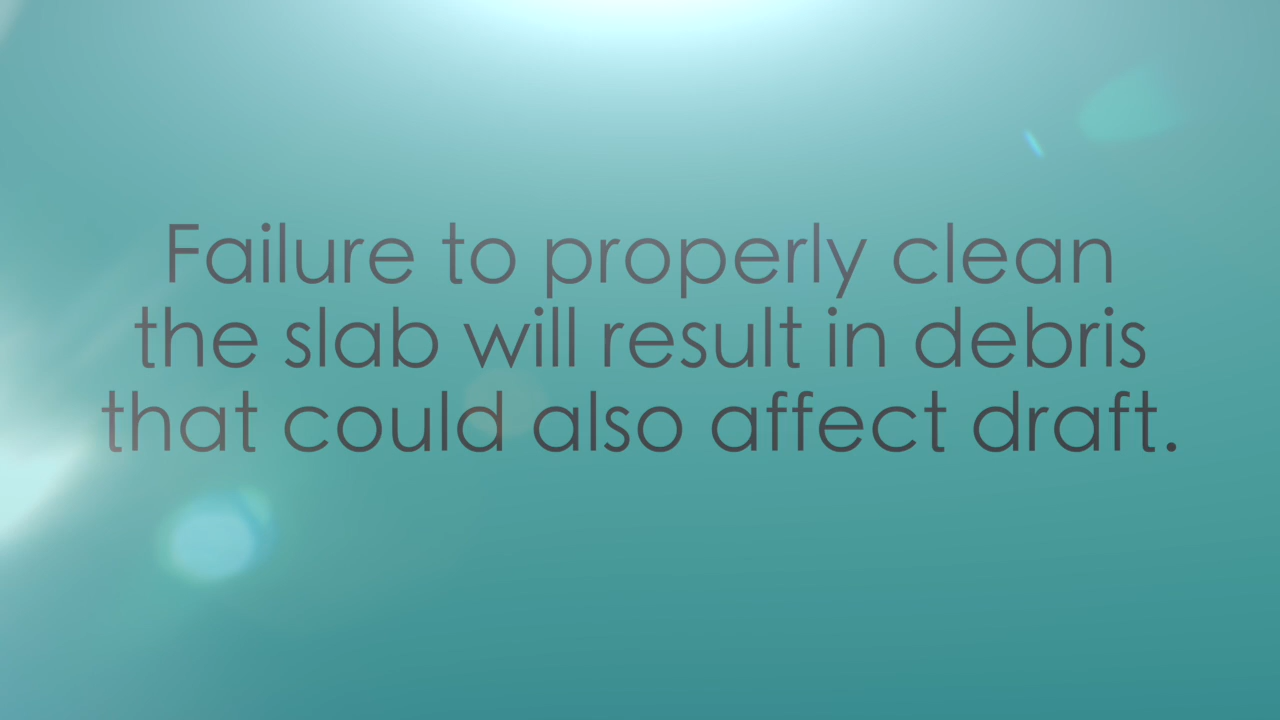 Failure to properly clean
the slab will result in debris
that could also affect draft.